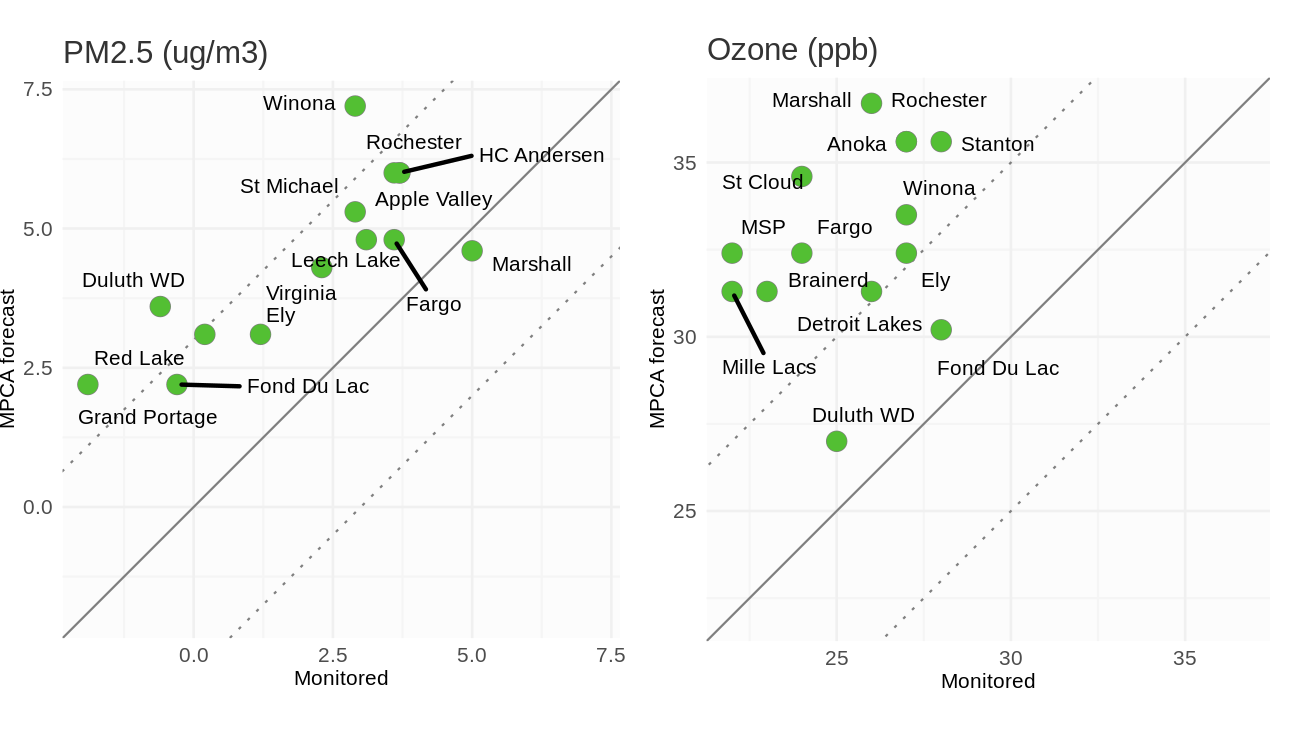 PM2.5 (ug/m3)
7.5
5.0
2.5
0.0
MPCA forecast
Winona
Rochester
HC Andersen
St Michael
Apple Valley
Leech Lake
Marshall
Duluth WD
Virginia
Ely
Fargo
Red Lake
Fond Du Lac
Grand Portage
0.0
2.5
5.0
7.5
Monitored
Ozone (ppb)
35
30
25
MPCA forecast
Marshall
Rochester
Anoka
Stanton
St Cloud
Winona
MSP
Fargo
Brainerd
Ely
Detroit Lakes
Mille Lacs
Fond Du Lac
Duluth WD
25
30
35
Monitored